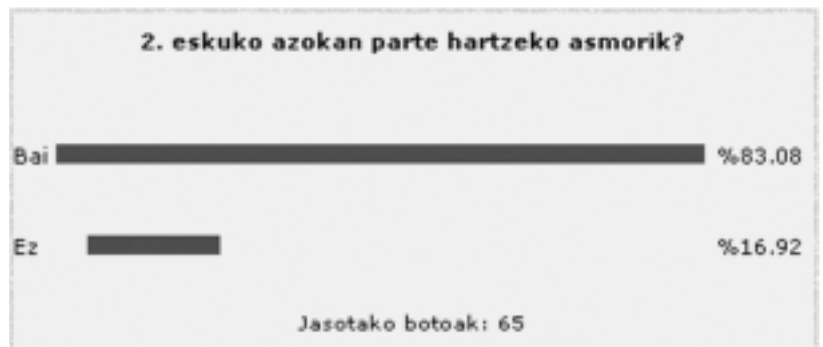 2. eskuko azokan parte hartzeko asmorik?
Bai %83.08
Ez %16.92
Jasotako botoak: 65